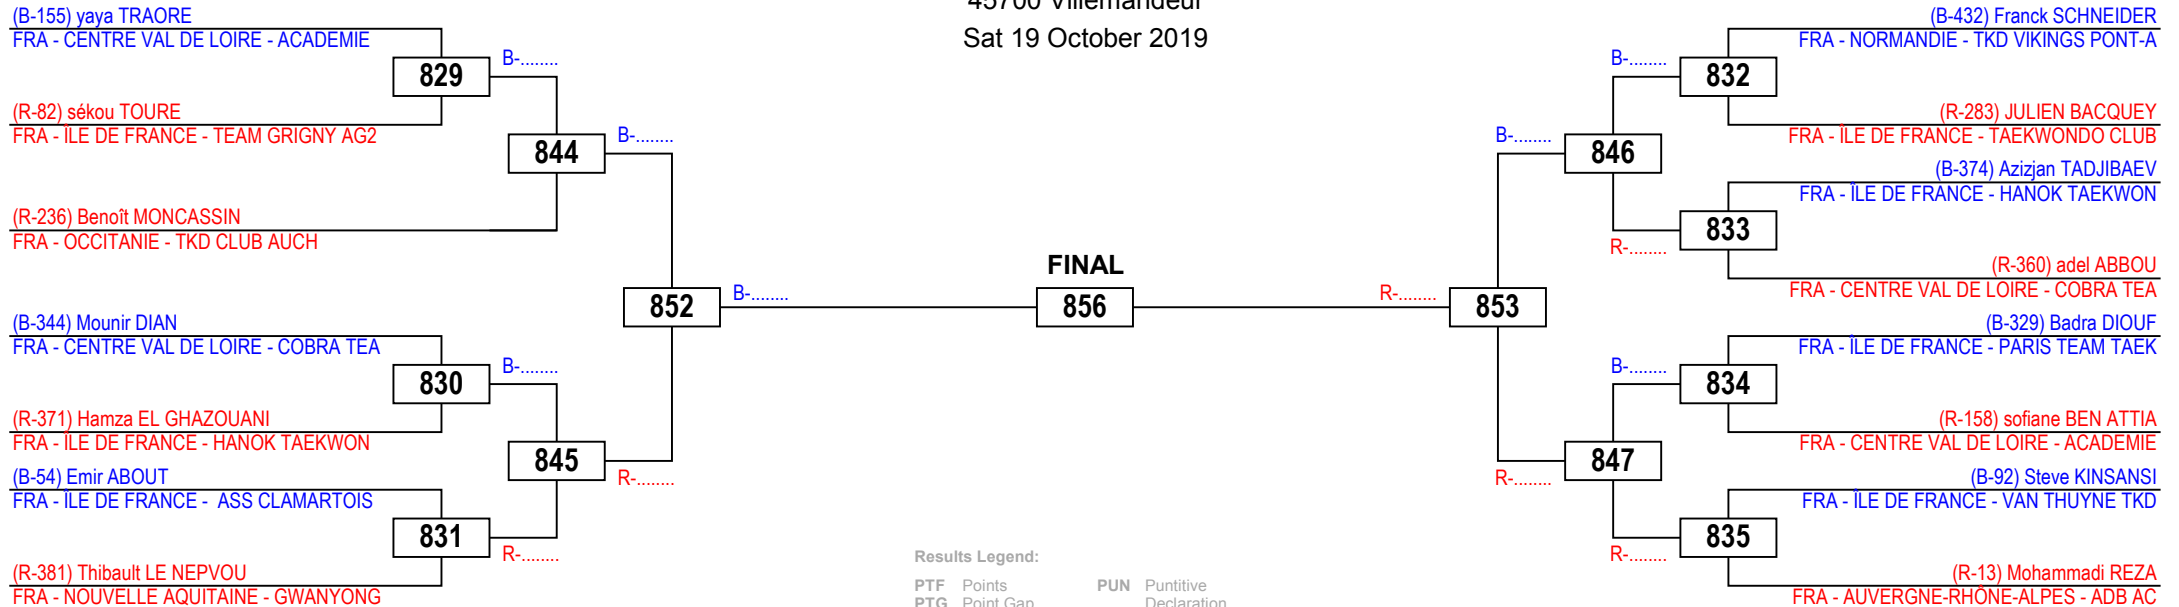 45700 Villemandeur
Sat 19 October 2019
(B-155) yaya TRAORE
FRA - CENTRE VAL DE LOIRE - ACADEMIE
829
B-........
(R-82) sékou TOURE
FRA - ÎLE DE FRANCE - TEAM GRIGNY AG2
844
B-........
(R-236) Benoît MONCASSIN
FRA - OCCITANIE - TKD CLUB AUCH
852
B-........
(B-344) Mounir DIAN
FRA - CENTRE VAL DE LOIRE - COBRA TEA
830
B-........
(R-371) Hamza EL GHAZOUANI
FRA - ÎLE DE FRANCE - HANOK TAEKWON
845
R-........
(B-54) Emir ABOUT
FRA - ÎLE DE FRANCE - ASS CLAMARTOIS
831
R-........
(R-381) Thibault LE NEPVOU
FRA - NOUVELLE AQUITAINE - GWANYONG
FINAL
856
(B-432) Franck SCHNEIDER
FRA - NORMANDIE - TKD VIKINGS PONT-A
B-........
832
(R-283) JULIEN BACQUEY
FRA - ÎLE DE FRANCE - TAEKWONDO CLUB
B-........
846
(B-374) Azizjan TADJIBAEV
FRA - ÎLE DE FRANCE - HANOK TAEKWON
833
R-........
(R-360) adel ABBOU
FRA - CENTRE VAL DE LOIRE - COBRA TEA
R-........
853
(B-329) Badra DIOUF
FRA - ÎLE DE FRANCE - PARIS TEAM TAEK
B-........
834
(R-158) sofiane BEN ATTIA
FRA - CENTRE VAL DE LOIRE - ACADEMIE
847
R-........
(B-92) Steve KINSANSI
FRA - ÎLE DE FRANCE - VAN THUYNE TKD
835
R-........
(R-13) Mohammadi REZA
FRA - AUVERGNE-RHÔNE-ALPES - ADB AC
Results Legend:
PTF Points PUN Puntitive
PTG Point Gap Declaration